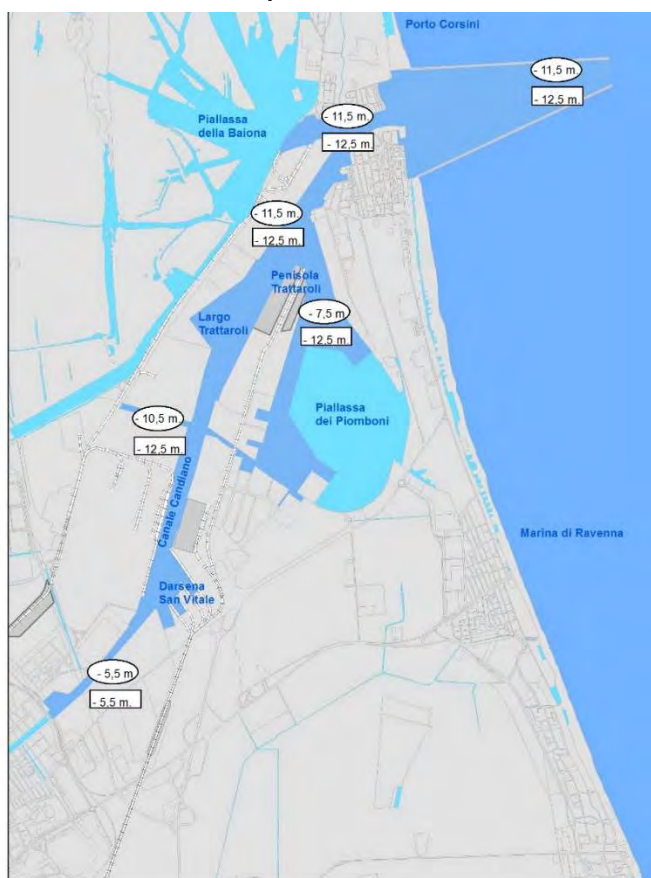 Porto Corsini
- 11,5 m.
- 12,5 m.
Piallassa
della Baiona
- 11,5 m.
- 12,5 m.
- 11,5 m.
- 12,5 m.
Penisola
Trattaroli
Largo
Trattaroli
- 7,5 m
- 12,5 m.
Piallassa
dei Piomboni
- 10,5 m
- 12,5 m.
Canale Candiano
Marina di Ravenna
Darsena
San Vitale
- 5,5 m
- 5,5 m.